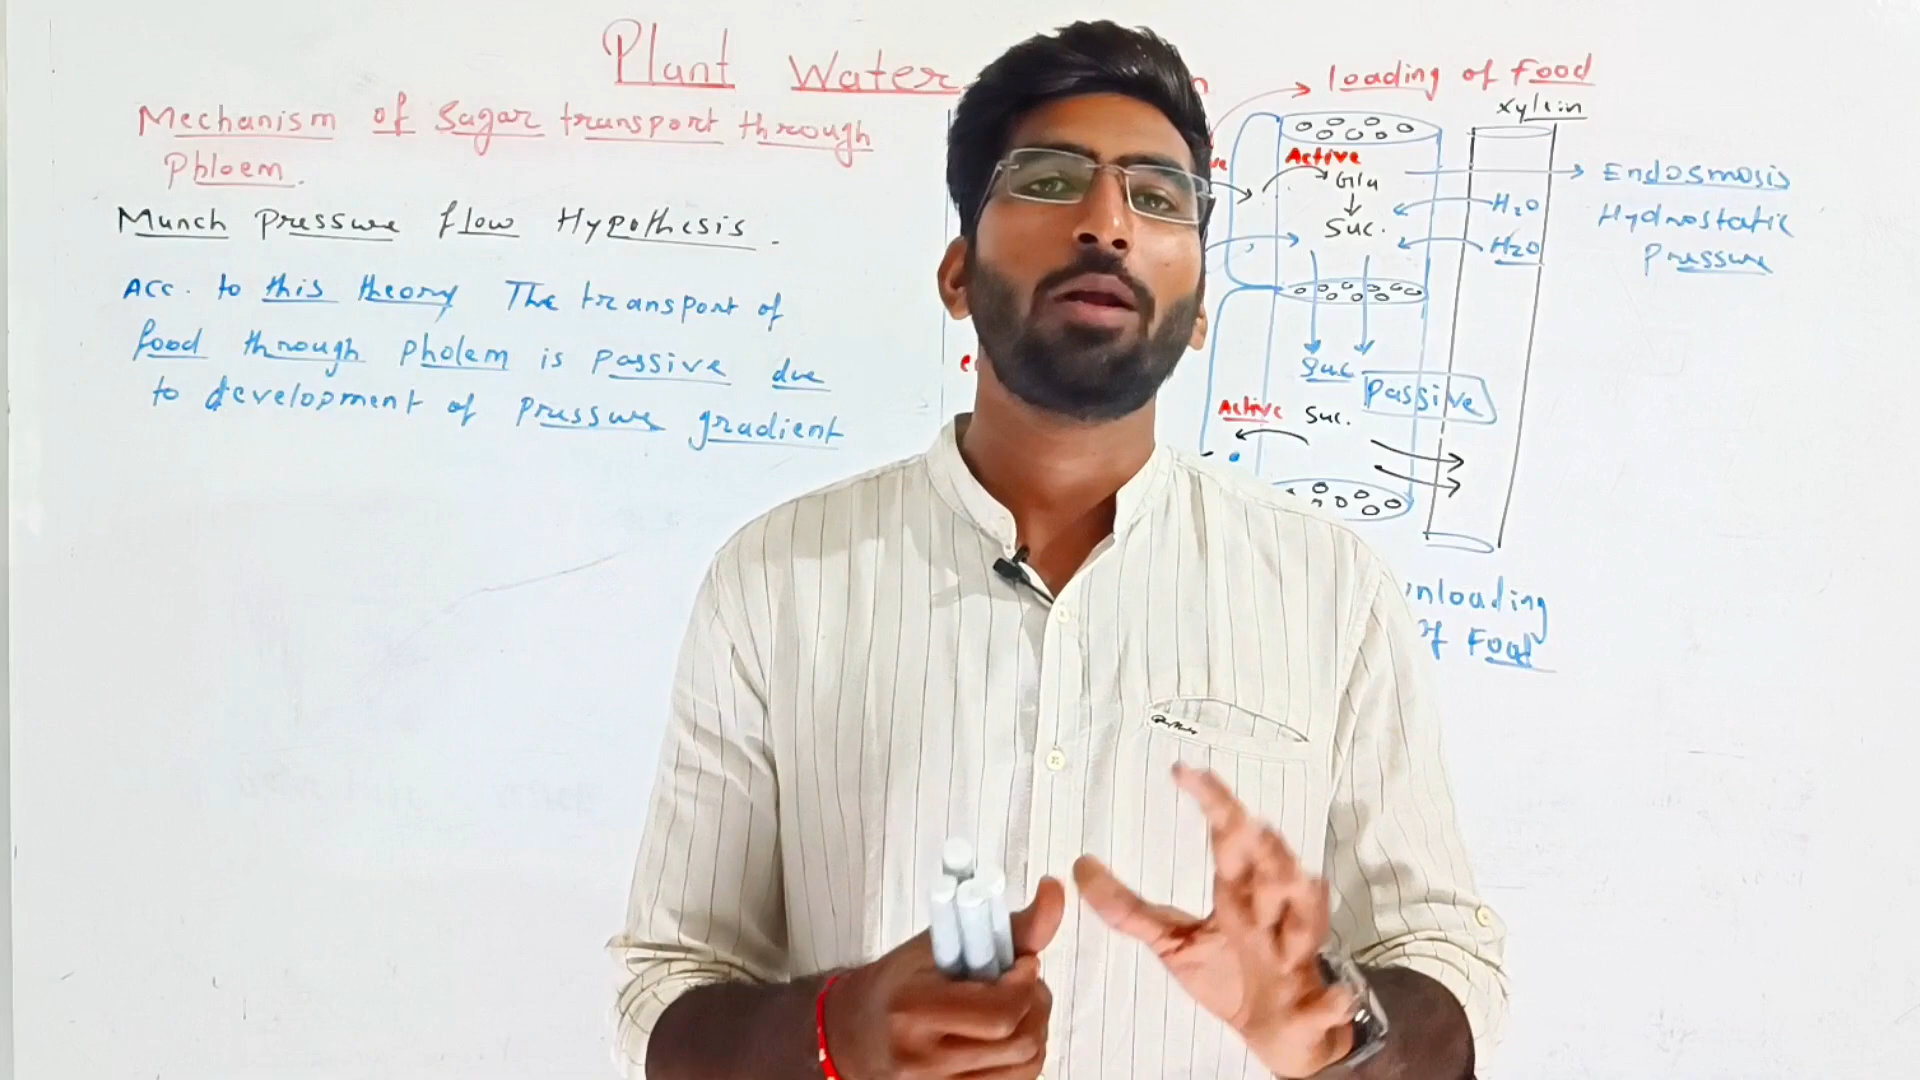 Plant Water
Mechanism of Sugar transport through
Phloem.
Munch Pressure flow Hypothesis.
Acc. to this theory The transport of
food through pholem is passive due
to development of pressure gradient
loading of Food
xylem
Active
Glu
Suc.
H2O
H2O
Endosmosis
Hydrostatic
Pressure
Suc
Passive
Active Suc.
of Food